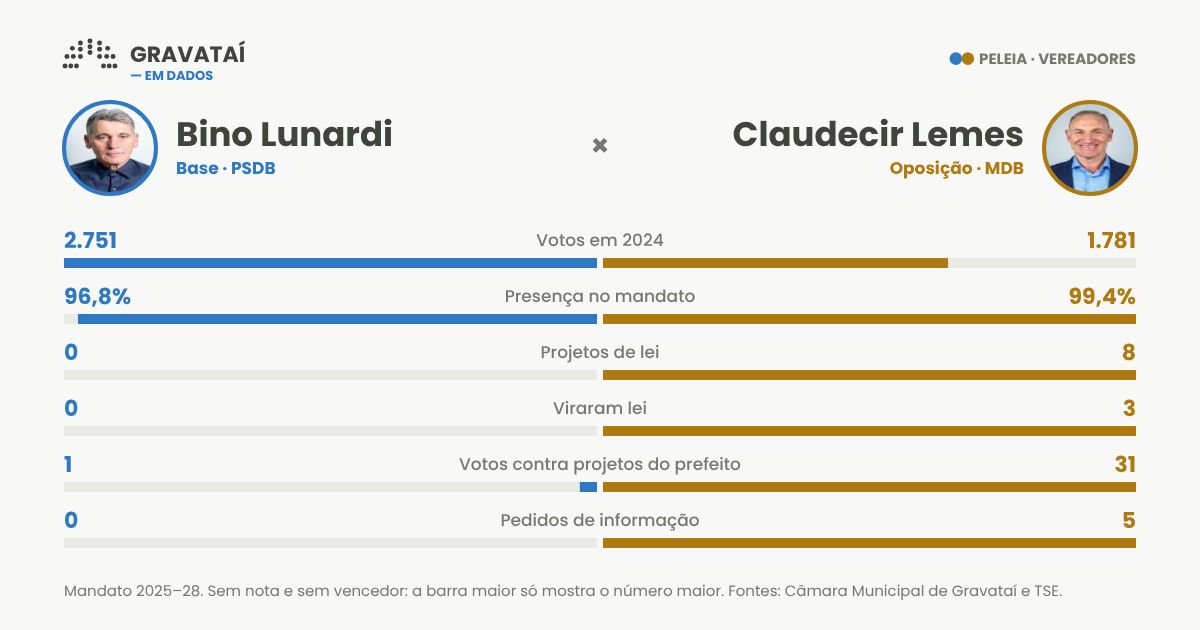 GRAVATAÍ
— EM DADOS
PELEIA · VEREADORES
Bino Lunardi
Base · PSDB
×
Claudecir Lemes
Oposição · MDB
2.751 Votos em 2024 1.781
96,8% Presença no mandato 99,4%
0 Projetos de lei 8
0 Viraram lei 3
1 Votos contra projetos do prefeito 31
0 Pedidos de informação 5
Mandato 2025–28. Sem nota e sem vencedor: a barra maior só mostra o número maior. Fontes: Câmara Municipal de Gravataí e TSE.